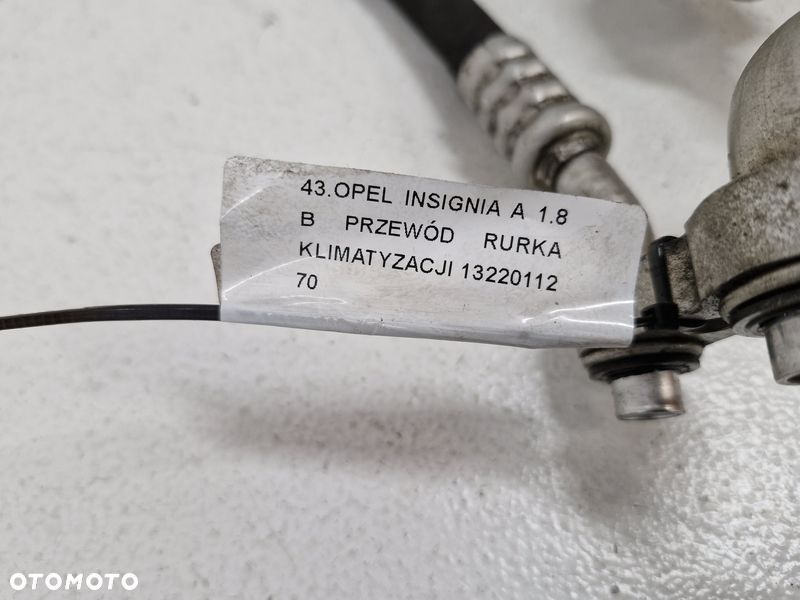 43.OPEL INSIGNIA A 1.8
B PRZEWÓD RURKA
KLIMATYZACJI 13220112
70
OTOMOTO